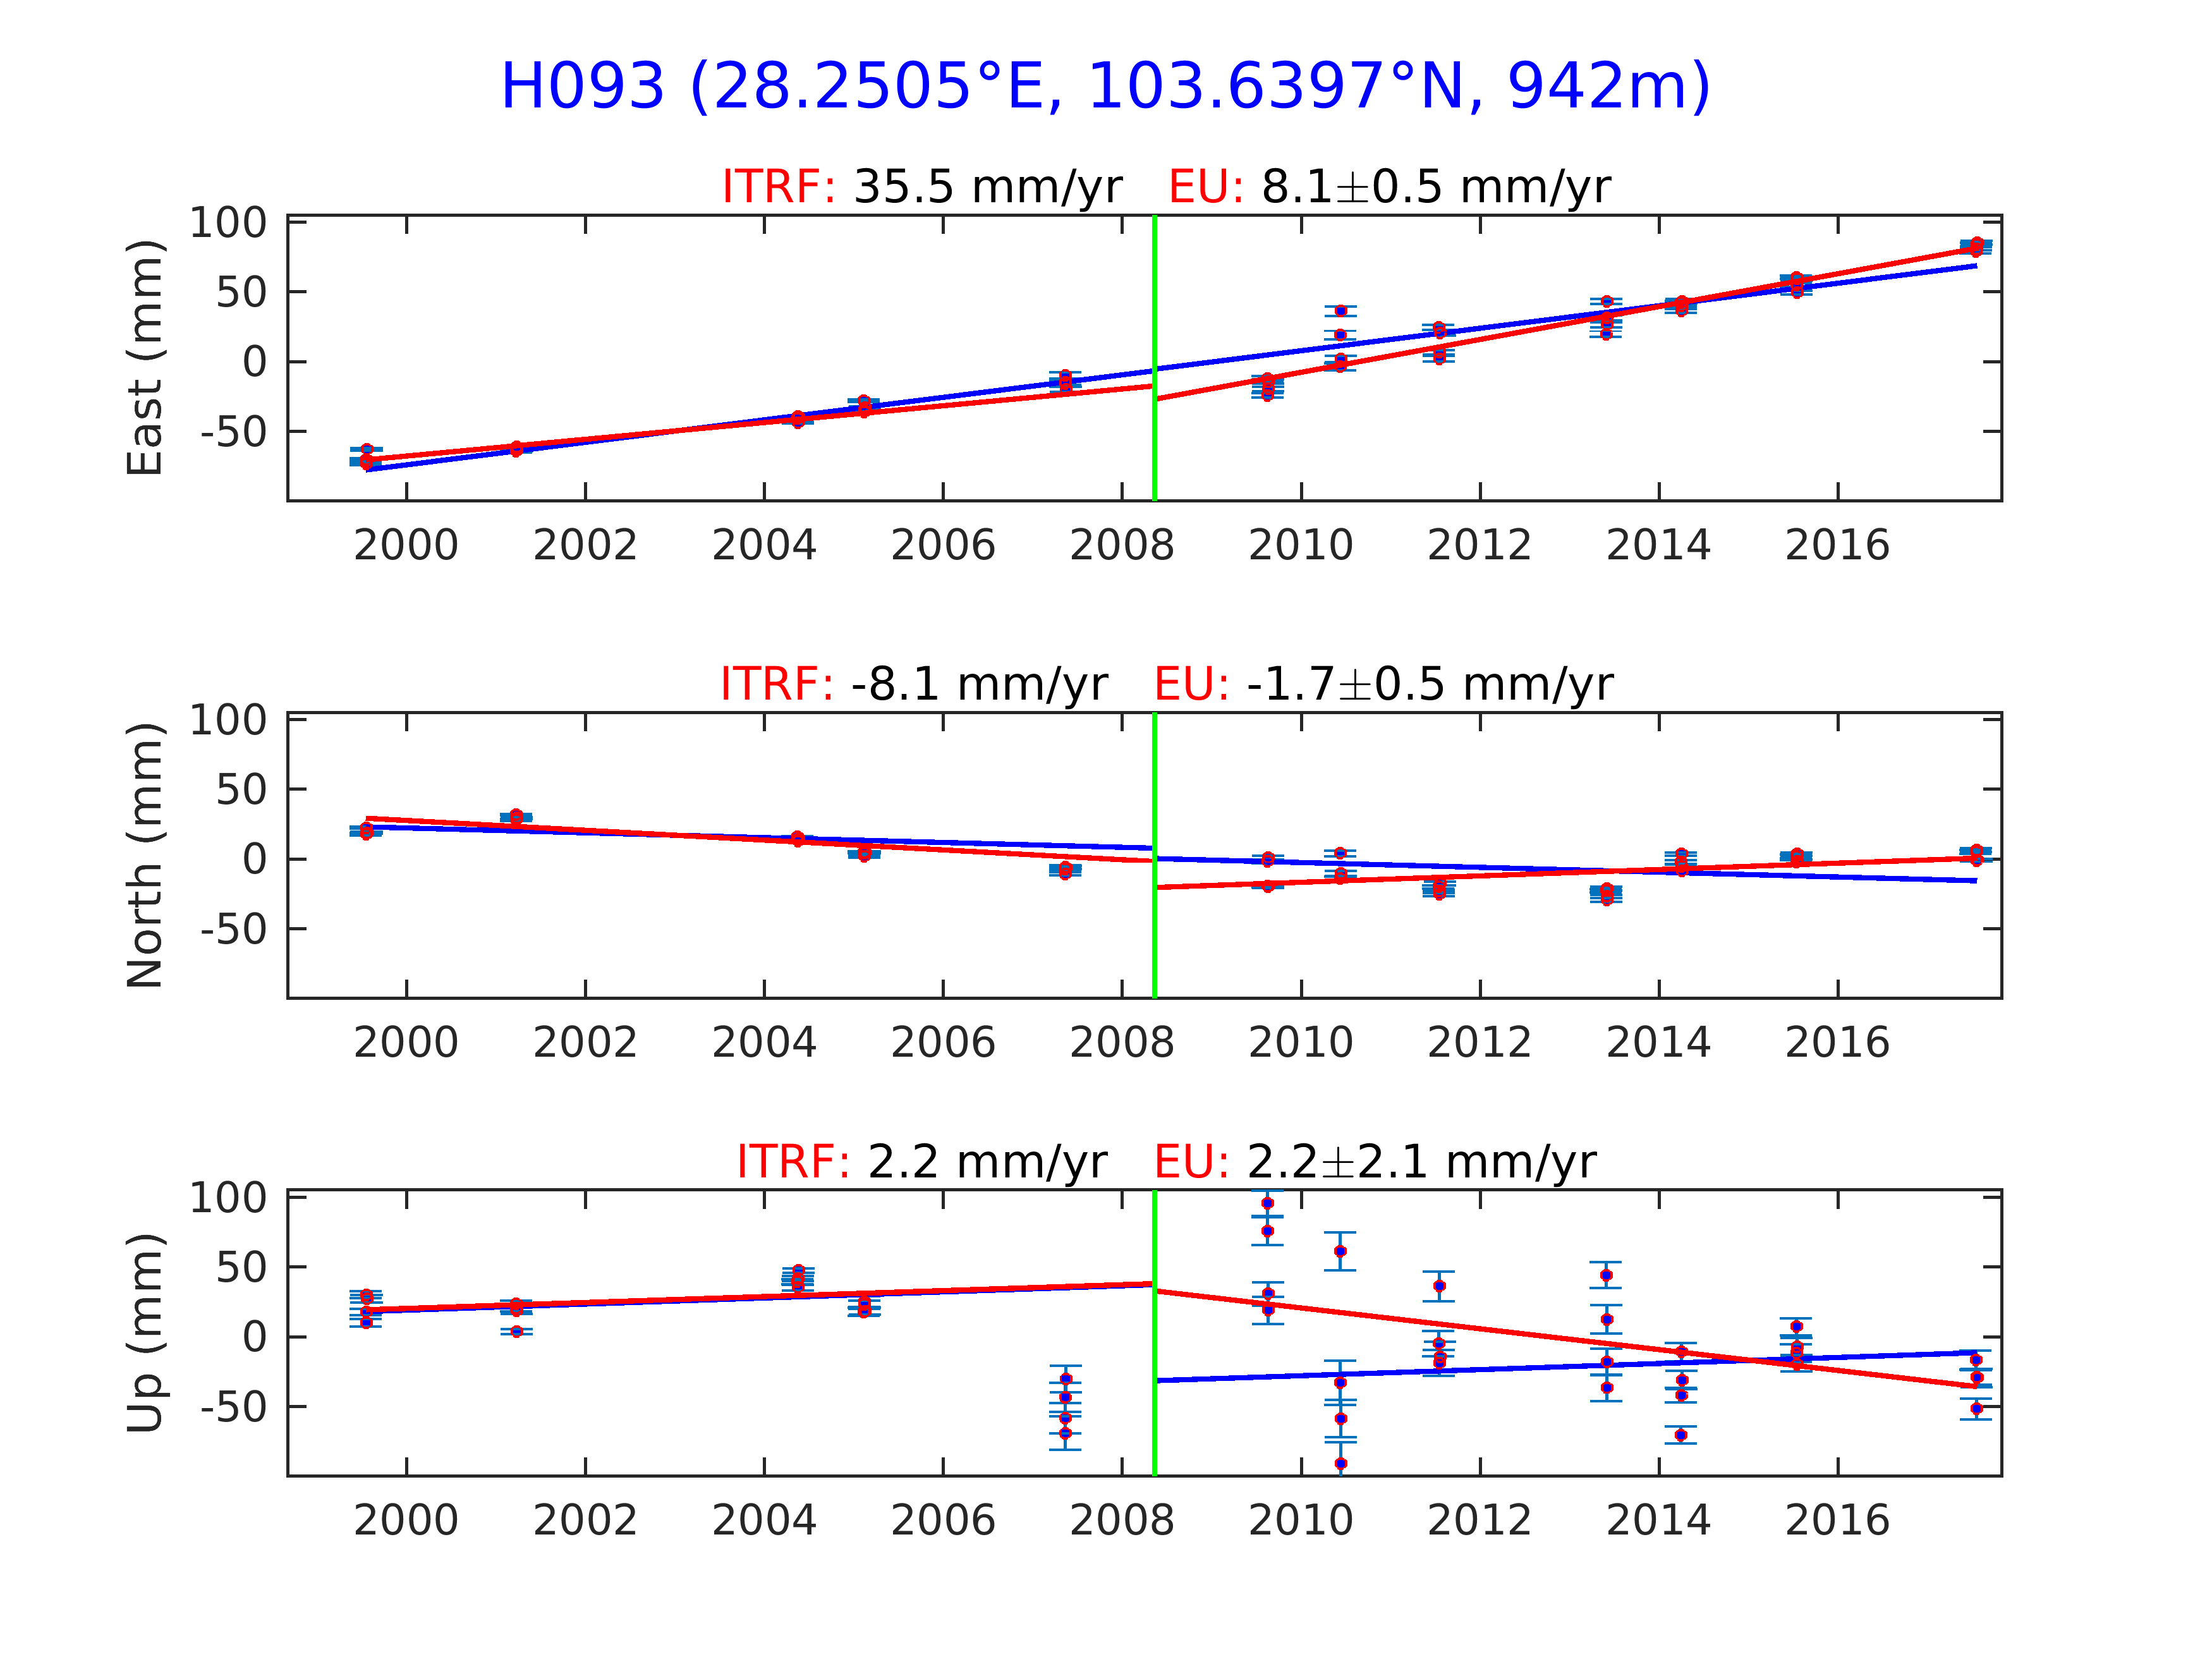 H093 (28.2505°E, 103.6397°N, 942m)
ITRF: 35.5 mm/yr EU: 8.1±0.5 mm/yr
East (mm)
100
50
0
-50
2000 2002 2004 2006 2008 2010 2012 2014 2016
ITRF: -8.1 mm/yr EU: -1.7±0.5 mm/yr
North (mm)
100
50
0
-50
2000 2002 2004 2006 2008 2010 2012 2014 2016
ITRF: 2.2 mm/yr EU: 2.2±2.1 mm/yr
Up (mm)
100
50
0
-50
2000 2002 2004 2006 2008 2010 2012 2014 2016